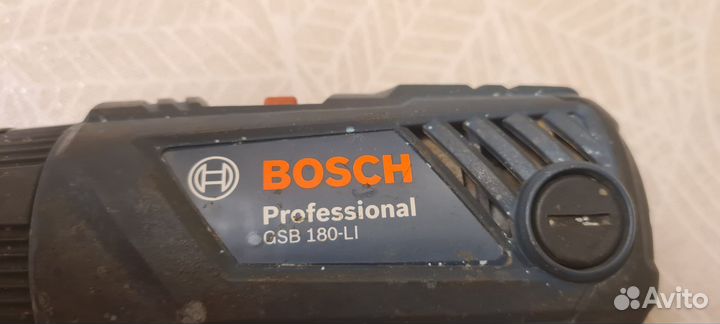 BOSCH
Professional
GSB 180-LI
Avito